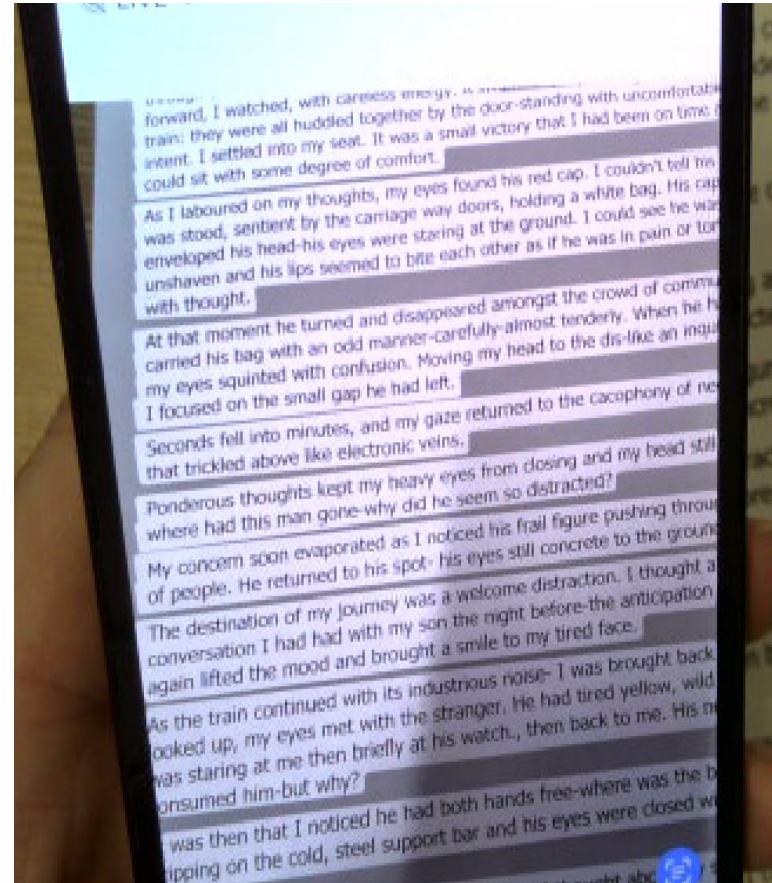 LIVE
forward, I watched, with careless energy.
train: they were all huddled together by the door-standing with
intent. I settled into my seat. It was a small victory that I had been on time
could sit with some degree of comfort.
As I laboured on my thoughts, my eyes found his red cap. I couldn't tell his
was stood, sentient by the carriage way doors, holding a white bag. His cap
enveloped his head-his eyes were staring at the ground. I could see he was
unshaven and his lips seemed to bite each other as if he was in pain or tor
with thought.
At that moment he turned and disappeared amongst the crowd of commu
carried his bag with an odd manner-carefully-almost tenderly. When he h
my eyes squinted with confusion. Moving my head to the dis-like an inqu
I focused on the small gap he had left.
Seconds fell into minutes, and my gaze returned to the cacophony of ne
that trickled above like electronic veins.
Ponderous thoughts kept my heavy eyes from closing and my head still
where had this man gone-why did he seem so distracted?
My concern soon evaporated as I noticed his frail figure pushing throug
of people. He returned to his spot- his eyes still concrete to the ground
The destination of my journey was a welcome distraction. I thought a
conversation I had had with my son the night before-the anticipation
again lifted the mood and brought a smile to my tired face.
As the train continued with its industrious noise- I was brought back
ooked up, my eyes met with the stranger. He had tired yellow, wild
was staring at me then briefly at his watch., then back to me. His n
onsumed him-but why?
was then that I noticed he had both hands free-where was the b
ipping on the cold, steel support bar and his eyes were closed w